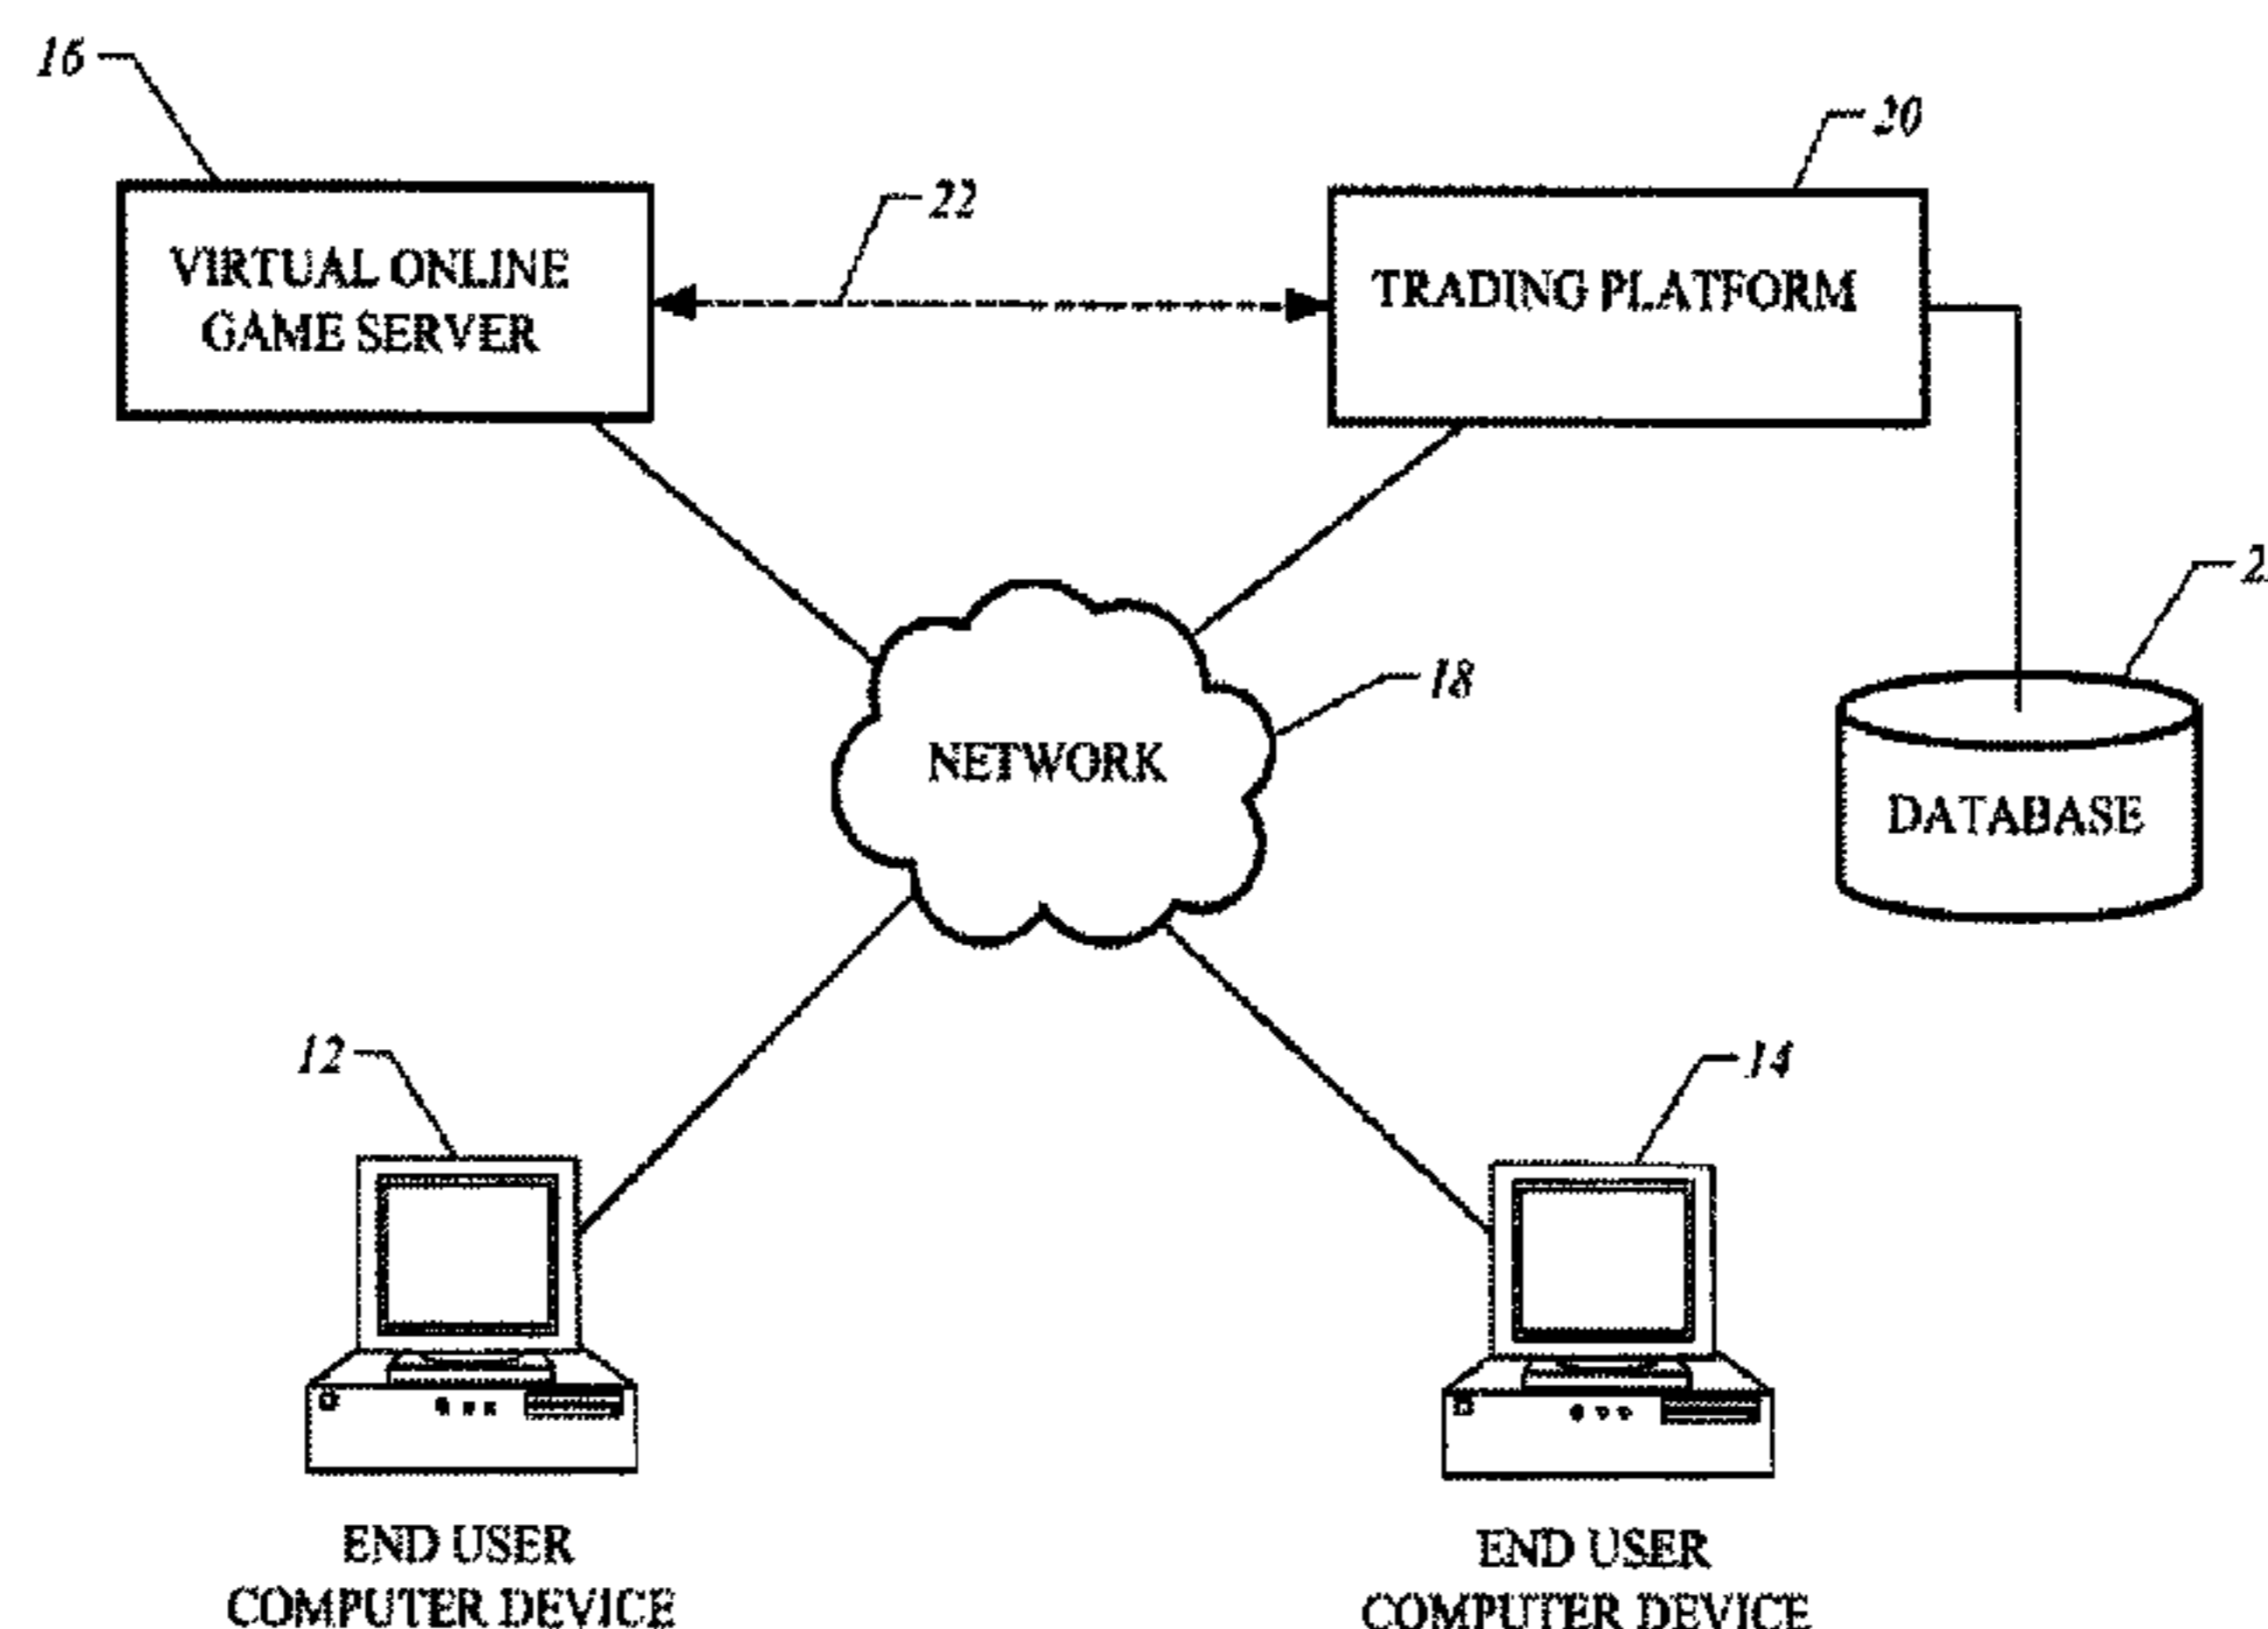 16
20
22
VIRTUAL ONLINE
GAME SERVER
TRADING PLATFORM
18
NETWORK
DATABASE
12
14
END USER
COMPUTER DEVICE
END USER
COMPUTER DEVICE